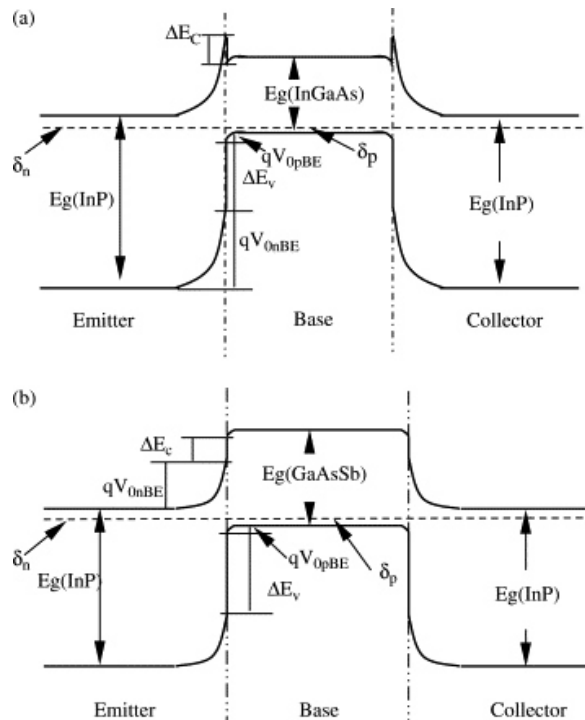 (a)
ΔE_C
Eg(InGaAs)
δ_n
qV_0pBE
δ_p
ΔE_v
Eg(InP)
Eg(InP)
qV_0nBE
Emitter
Base
Collector
(b)
ΔE_c
Eg(GaAsSb)
qV_0nBE
δ_n
qV_0pBE
δ_p
Eg(InP)
ΔE_v
Eg(InP)
Emitter
Base
Collector